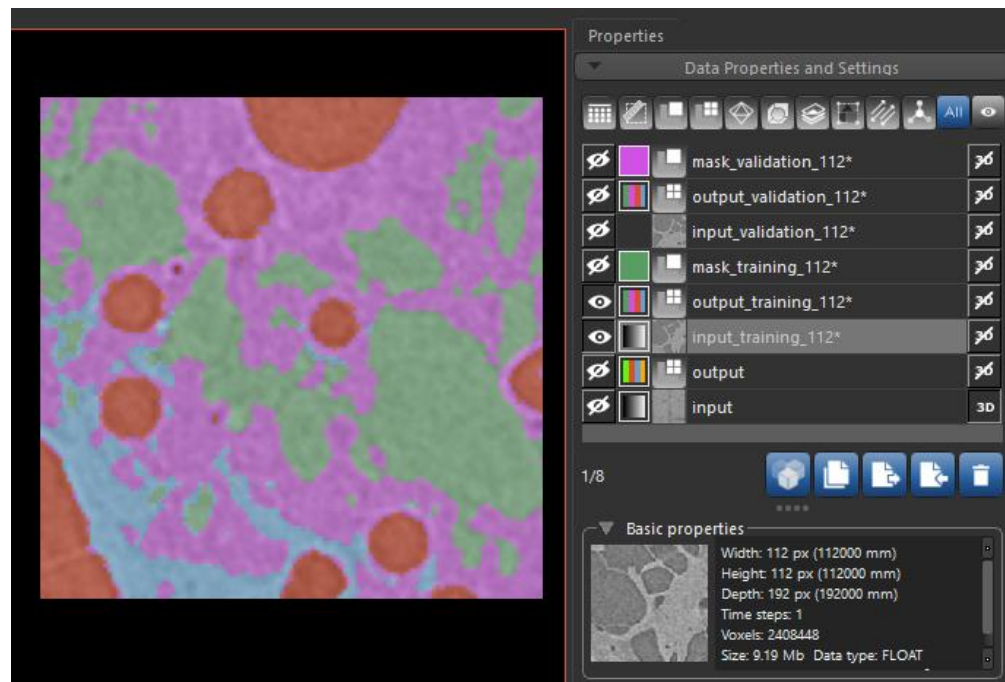 Properties
Data Properties and Settings
All
mask_validation_112*
output_validation_112*
input_validation_112*
mask_training_112*
output_training_112*
input_training_112*
output
input
3D
1/8
Basic properties
Width: 112 px (112000 mm)
Height: 112 px (112000 mm)
Depth: 192 px (192000 mm)
Time steps: 1
Voxels: 2408448
Size: 9.19 Mb Data type: FLOAT